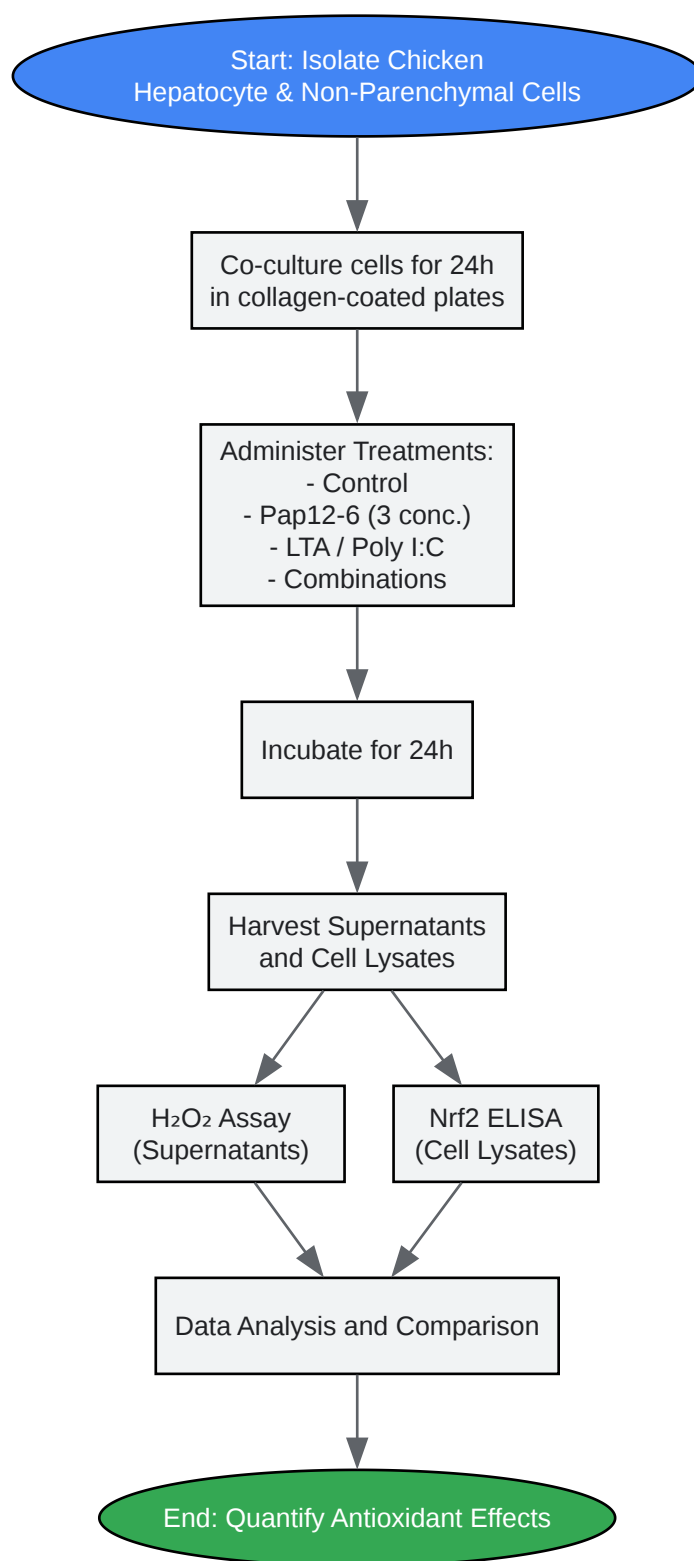 Start: Isolate Chicken
Hepatocyte & Non-Parenchymal Cells
Co-culture cells for 24h
in collagen-coated plates
Administer Treatments:
- Control
- Pap12-6 (3 conc.)
- LTA / Poly I:C
- Combinations
Incubate for 24h
Harvest Supernatants
and Cell Lysates
H₂O₂ Assay
(Supernatants)
Nrf2 ELISA
(Cell Lysates)
Data Analysis and Comparison
End: Quantify Antioxidant Effects